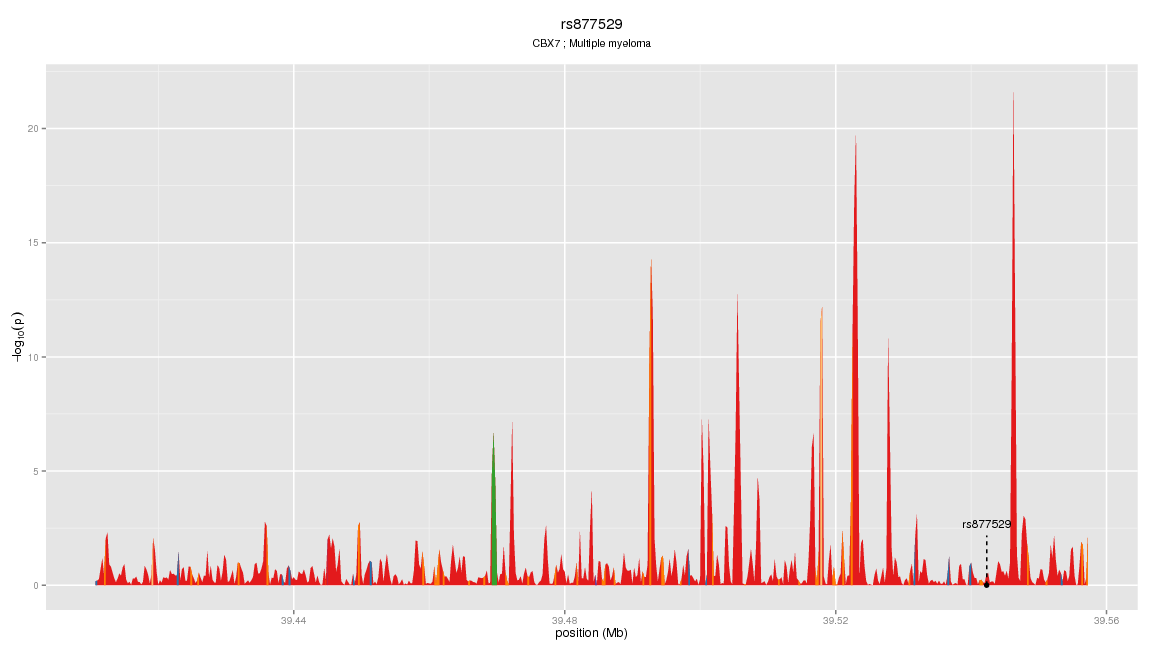 rs877529
CBX7 ; Multiple myeloma
20
15
10
5
0
−log10(p)
rs877529
39.44
39.48
39.52
39.56
position (Mb)